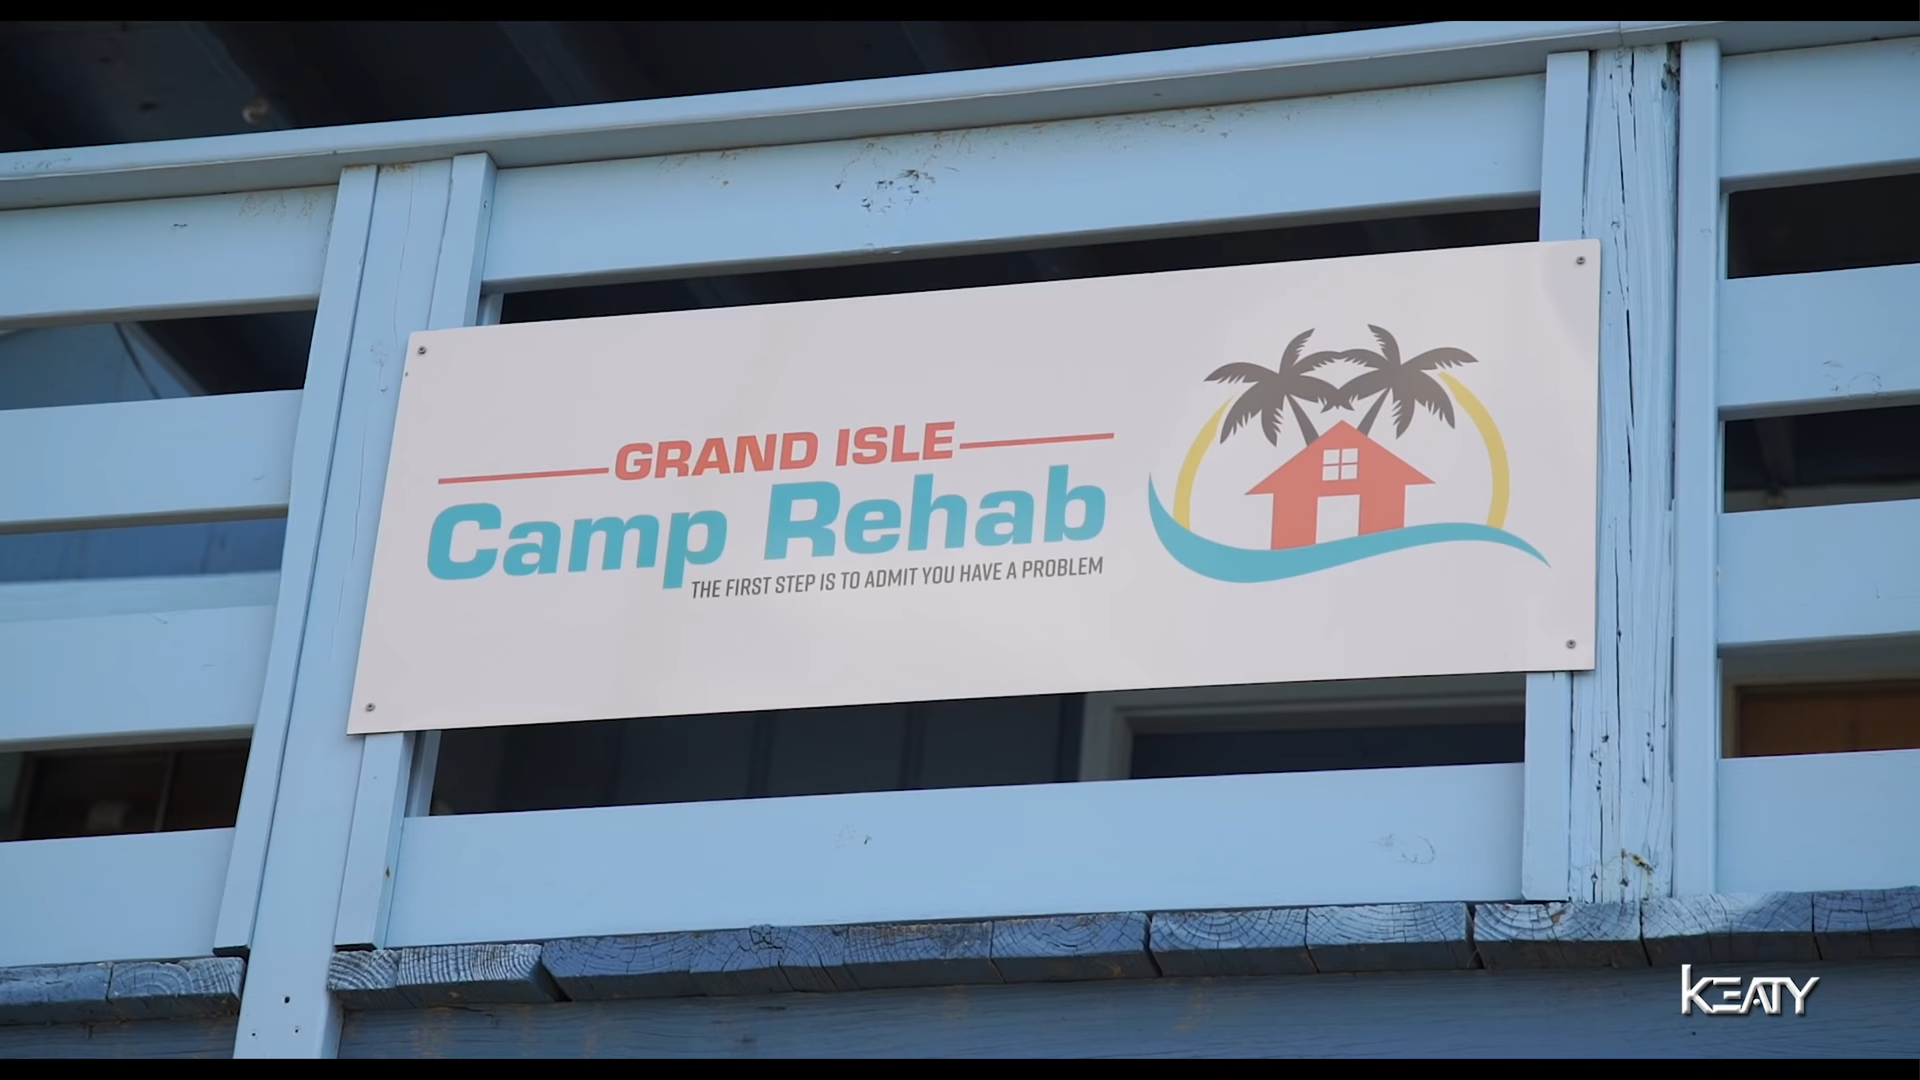 GRAND ISLE
Camp Rehab
THE FIRST STEP IS TO ADMIT YOU HAVE A PROBLEM
KEATY